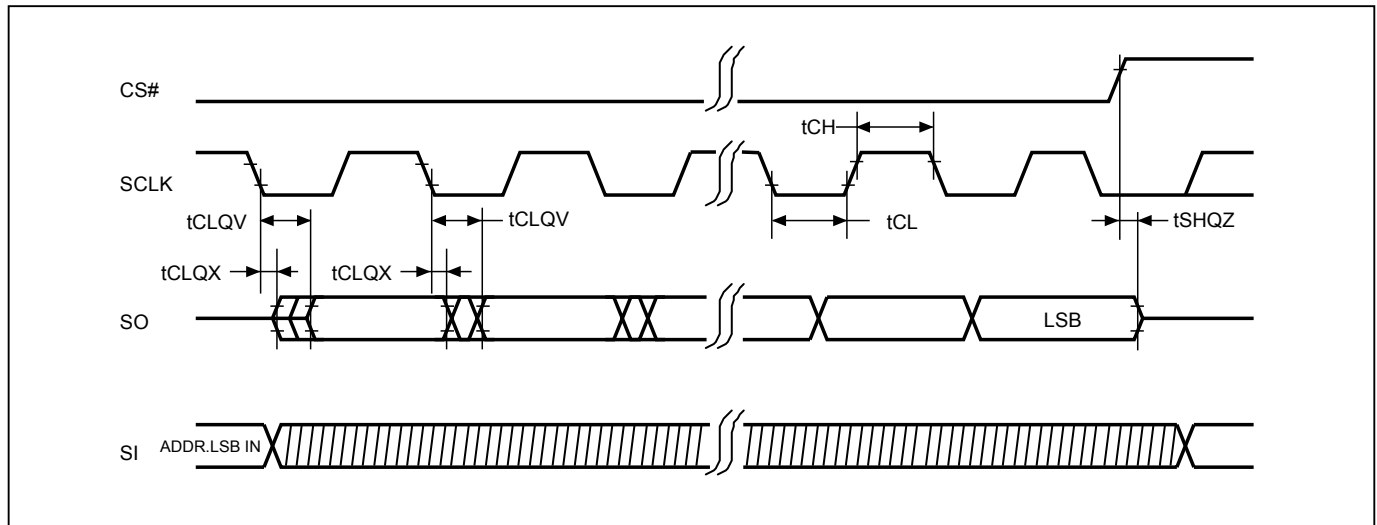 CS#
tCH
SCLK
tCLQV
tCLQV
tCL
tSHQZ
tCLQX
tCLQX
SO
LSB
SI
ADDR.LSB IN